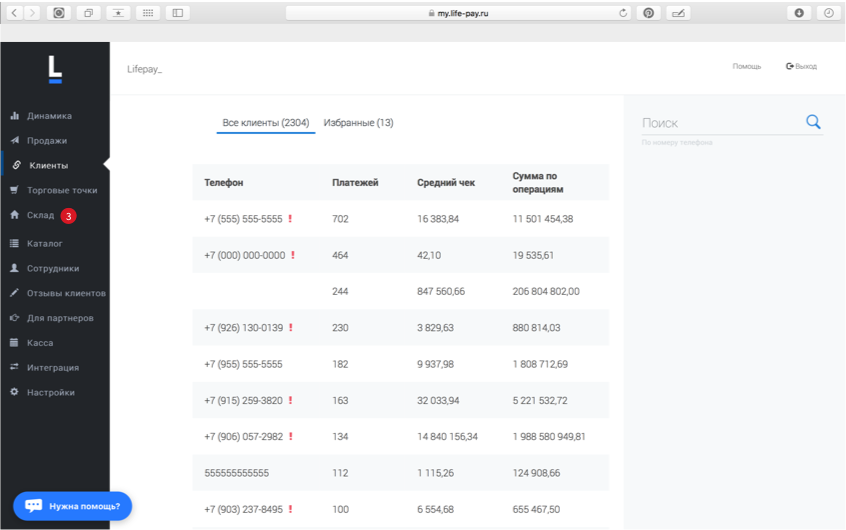 my.life-pay.ru
L
Lifepay_
Помощь
Выход
Динамика
Продажи
Клиенты
Торговые точки
Склад 3
Каталог
Сотрудники
Отзывы клиентов
Для партнеров
Касса
Интеграция
Настройки
Нужна помощь?
Все клиенты (2304) Избранные (13)
Телефон Платежей Средний чек Сумма по
операциям
+7 (555) 555-5555 ! 702 16 383,84 11 501 454,38
+7 (000) 000-0000 ! 464 42,10 19 535,61
244 847 560,66 206 804 802,00
+7 (926) 130-0139 ! 230 3 829,63 880 814,03
+7 (955) 555-5555 182 9 937,98 1 808 712,69
+7 (915) 259-3820 ! 163 32 033,94 5 221 532,72
+7 (906) 057-2982 ! 134 14 840 156,34 1 988 580 949,81
555555555555 112 1 115,26 124 908,66
+7 (903) 237-8495 ! 100 6 554,68 655 467,50
Поиск
По номеру телефона